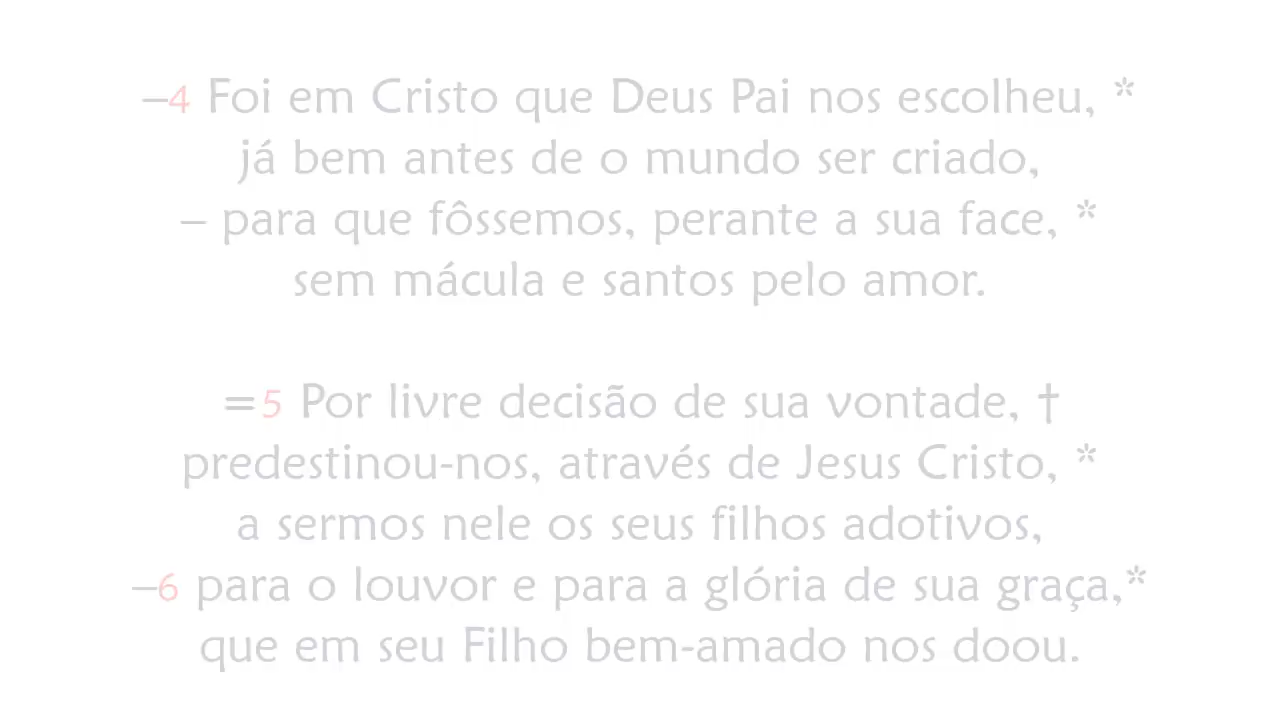 –4 Foi em Cristo que Deus Pai nos escolheu, *
já bem antes de o mundo ser criado,
– para que fôssemos, perante a sua face, *
sem mácula e santos pelo amor.
=5 Por livre decisão de sua vontade, †
predestinou-nos, através de Jesus Cristo, *
a sermos nele os seus filhos adotivos,
–6 para o louvor e para a glória de sua graça,*
que em seu Filho bem-amado nos doou.